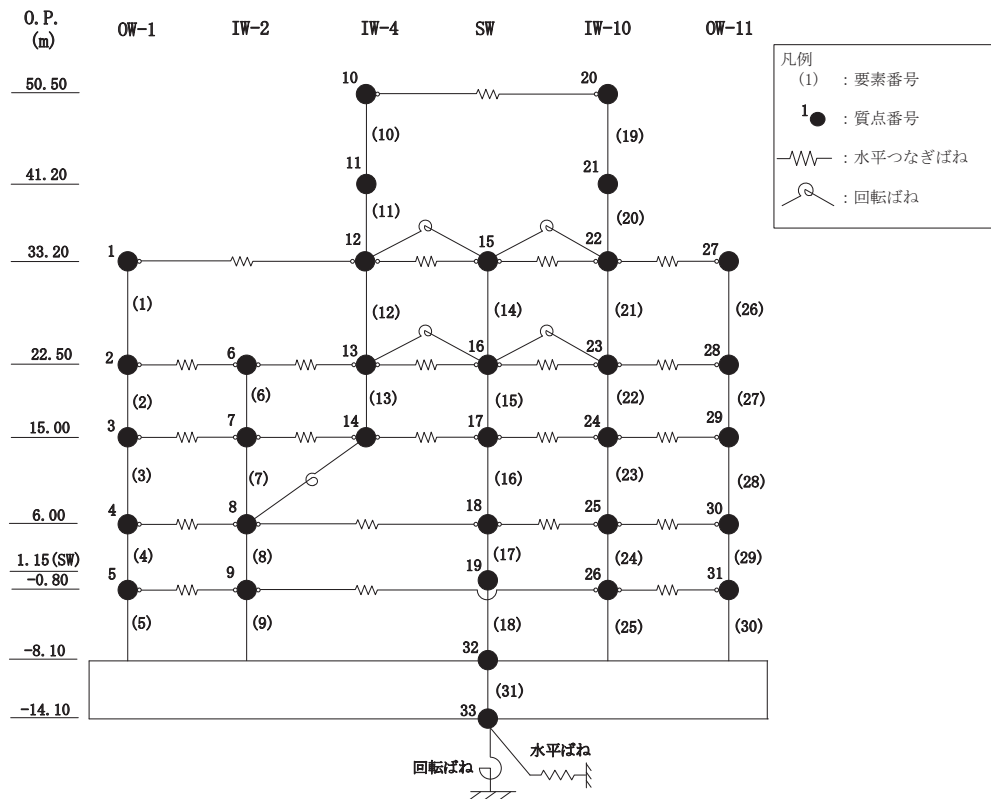 O.P.
(m)
OW-1 IW-2 IW-4 SW IW-10 OW-11
凡例
(1) : 要素番号
1 : 質点番号
: 水平つなぎばね
: 回転ばね
50.50 10 20
(10) (19)
41.20 11 21
(11) (20)
33.20 1 12 15 22 27
(1) (12) (14) (21) (26)
22.50 2 6 13 16 23 28
(2) (6) (13) (15) (22) (27)
15.00 3 7 14 17 24 29
(3) (7) (16) (23) (28)
6.00 4 8 18 25 30
(4) (8) (17) (24) (29)
1.15(SW) 19
-0.80 5 9 26 31
(5) (9) (18) (25) (30)
-8.10 32
(31)
-14.10 33
水平ばね
回転ばね